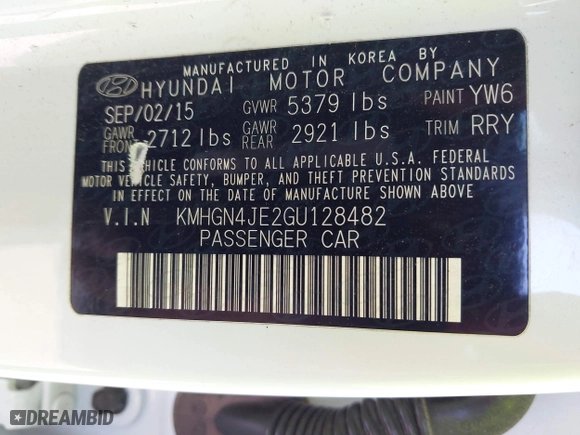 MANUFACTURED IN KOREA BY
HYUNDAI MOTOR COMPANY
SEP/02/15 GVWR 5379 lbs PAINT YW6
GAWR FRONT 2712 lbs GAWR REAR 2921 lbs TRIM RRY
THIS VEHICLE CONFORMS TO ALL APPLICABLE U.S.A. FEDERAL
MOTOR VEHICLE SAFETY, BUMPER, AND THEFT PREVENTION STANDARDS
IN EFFECT ON THE DATE OF MANUFACTURE SHOWN ABOVE.
V.I.N KMHGN4JE2GU128482
PASSENGER CAR
DREAMBID